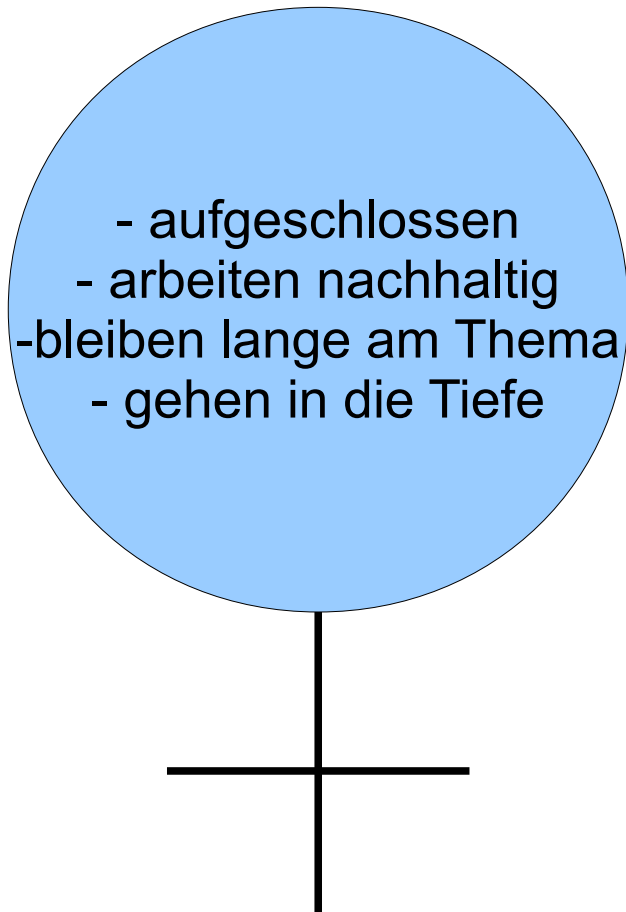 - aufgeschlossen
- arbeiten nachhaltig
-bleiben lange am Thema
- gehen in die Tiefe